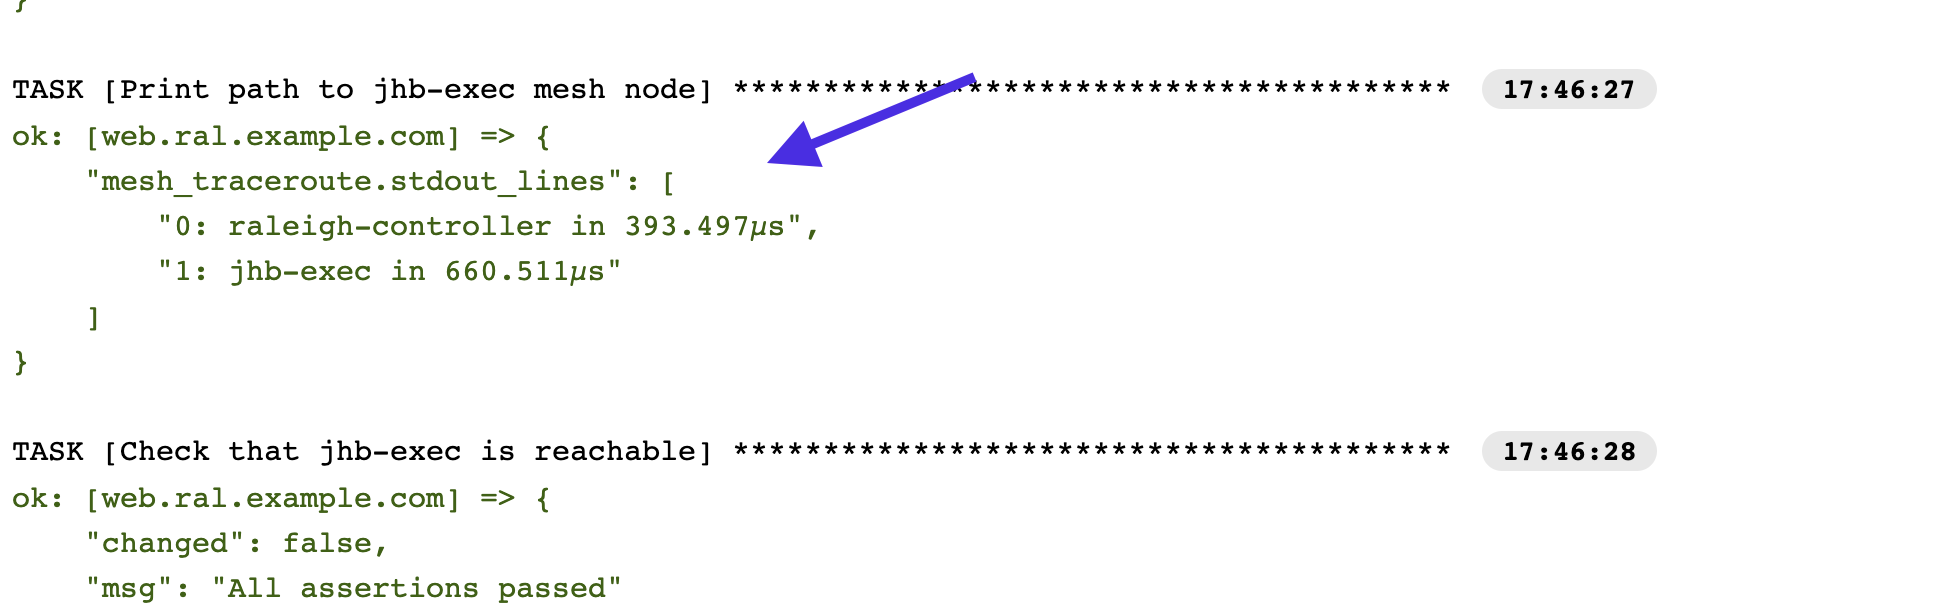 }
TASK [Print path to jhb-exec mesh node] **************************************** 17:46:27
ok: [web.ral.example.com] => {
    "mesh_traceroute.stdout_lines": [
        "0: raleigh-controller in 393.497µs",
        "1: jhb-exec in 660.511µs"
    ]
}
TASK [Check that jhb-exec is reachable] **************************************** 17:46:28
ok: [web.ral.example.com] => {
    "changed": false,
    "msg": "All assertions passed"